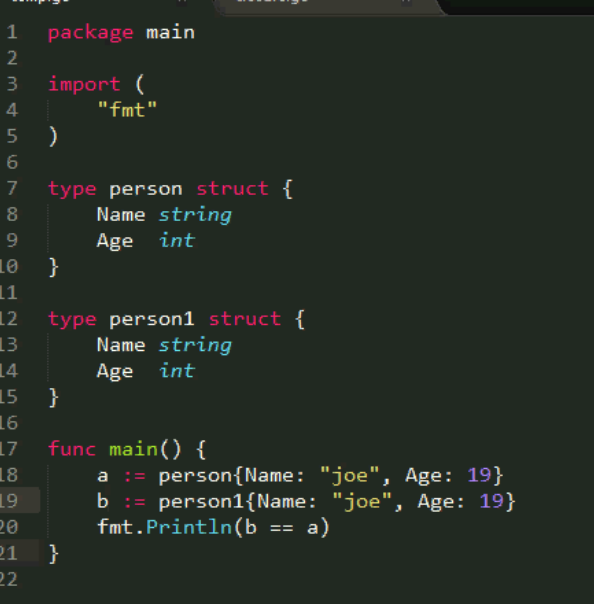 1 package main
2
3 import (
4     "fmt"
5 )
6
7 type person struct {
8     Name string
9     Age  int
10 }
11
12 type person1 struct {
13     Name string
14     Age  int
15 }
16
17 func main() {
18     a := person{Name: "joe", Age: 19}
19     b := person1{Name: "joe", Age: 19}
20     fmt.Println(b == a)
21 }
22